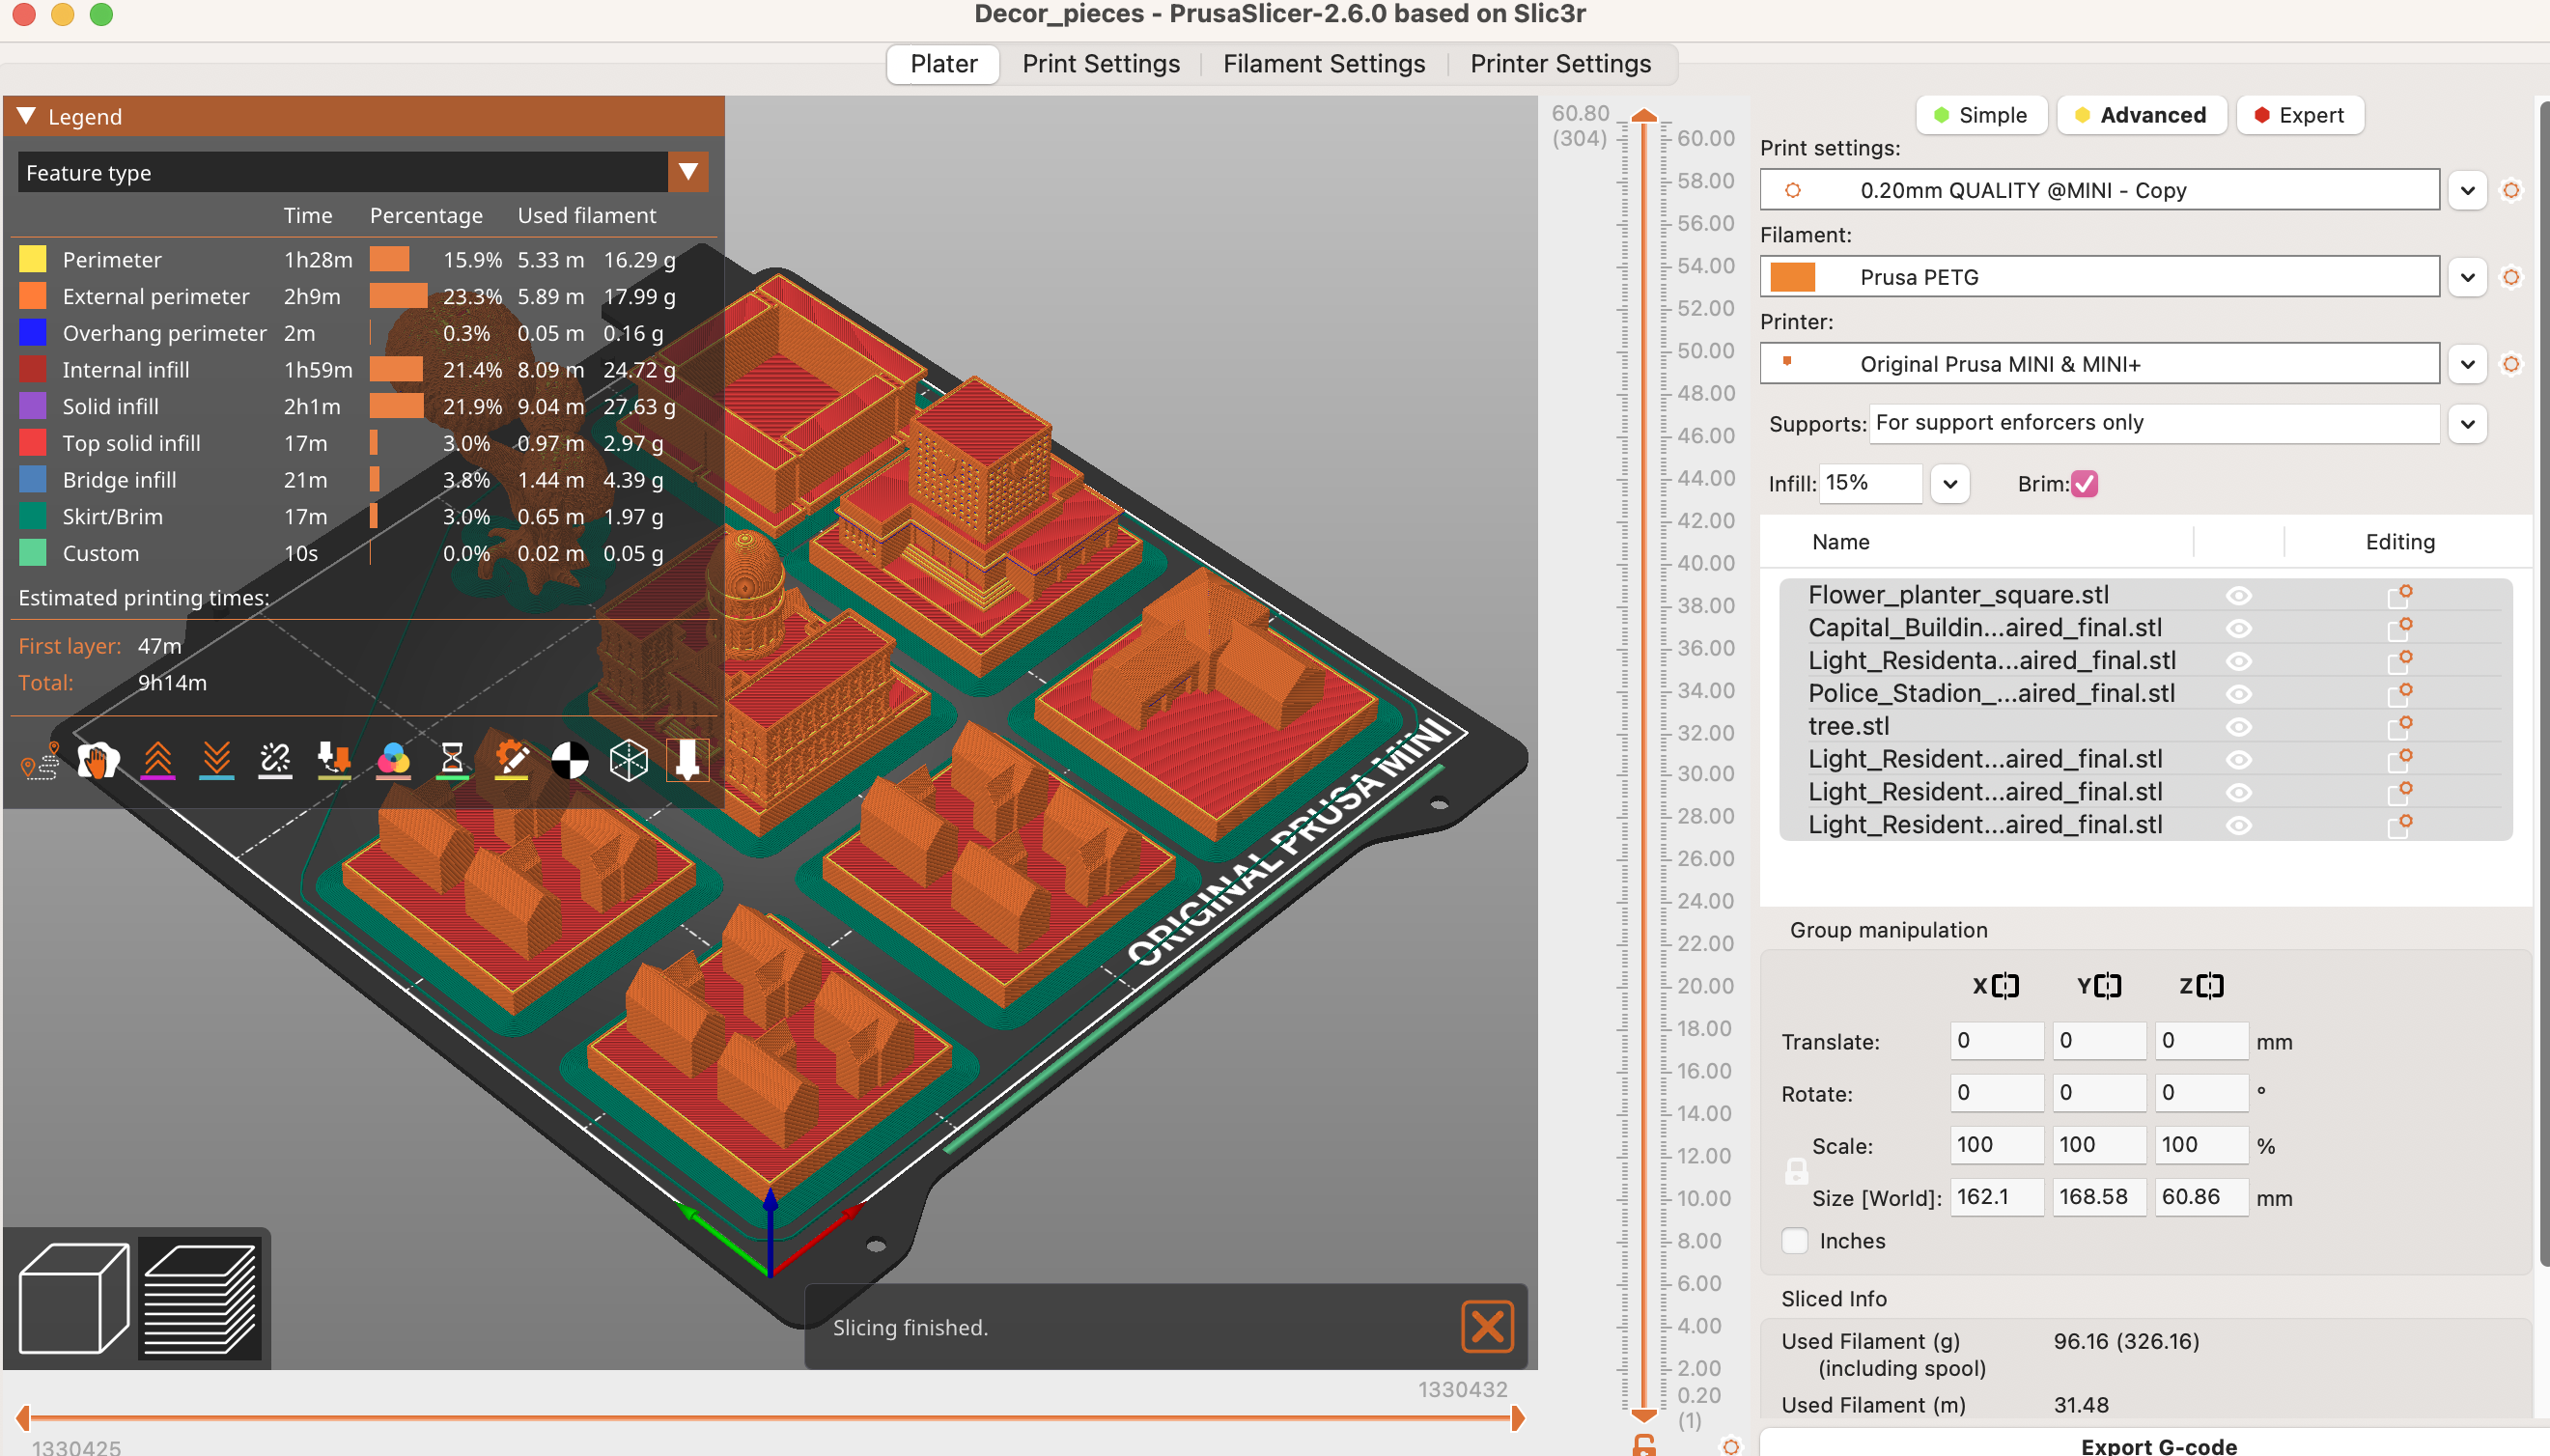 Decor_pieces - PrusaSlicer-2.6.0 based on Slic3r
Plater Print Settings Filament Settings Printer Settings
Legend
Feature type
Time Percentage Used filament
Perimeter 1h28m 15.9% 5.33 m 16.29 g
External perimeter 2h9m 23.3% 5.89 m 17.99 g
Overhang perimeter 2m 0.3% 0.05 m 0.16 g
Internal infill 1h59m 21.4% 8.09 m 24.72 g
Solid infill 2h1m 21.9% 9.04 m 27.63 g
Top solid infill 17m 3.0% 0.97 m 2.97 g
Bridge infill 21m 3.8% 1.44 m 4.39 g
Skirt/Brim 17m 3.0% 0.65 m 1.97 g
Custom 10s 0.0% 0.02 m 0.05 g
Estimated printing times:
First layer: 47m
Total: 9h14m
ORIGINAL PRUSA MINI
Slicing finished.
1330432
1330425
60.80
(304)
60.00
58.00
56.00
54.00
52.00
50.00
48.00
46.00
44.00
42.00
40.00
38.00
36.00
34.00
32.00
30.00
28.00
26.00
24.00
22.00
20.00
18.00
16.00
14.00
12.00
10.00
8.00
6.00
4.00
2.00
0.20
(1)
Simple Advanced Expert
Print settings:
0.20mm QUALITY @MINI - Copy
Filament:
Prusa PETG
Printer:
Original Prusa MINI & MINI+
Supports: For support enforcers only
Infill: 15% Brim:
Name Editing
Flower_planter_square.stl
Capital_Buildin...aired_final.stl
Light_Residenta...aired_final.stl
Police_Stadion_...aired_final.stl
tree.stl
Light_Resident...aired_final.stl
Light_Resident...aired_final.stl
Light_Resident...aired_final.stl
Group manipulation
X Y Z
Translate: 0 0 0 mm
Rotate: 0 0 0 °
Scale: 100 100 100 %
Size [World]: 162.1 168.58 60.86 mm
Inches
Sliced Info
Used Filament (g) 96.16 (326.16)
(including spool)
Used Filament (m) 31.48
Export G-code